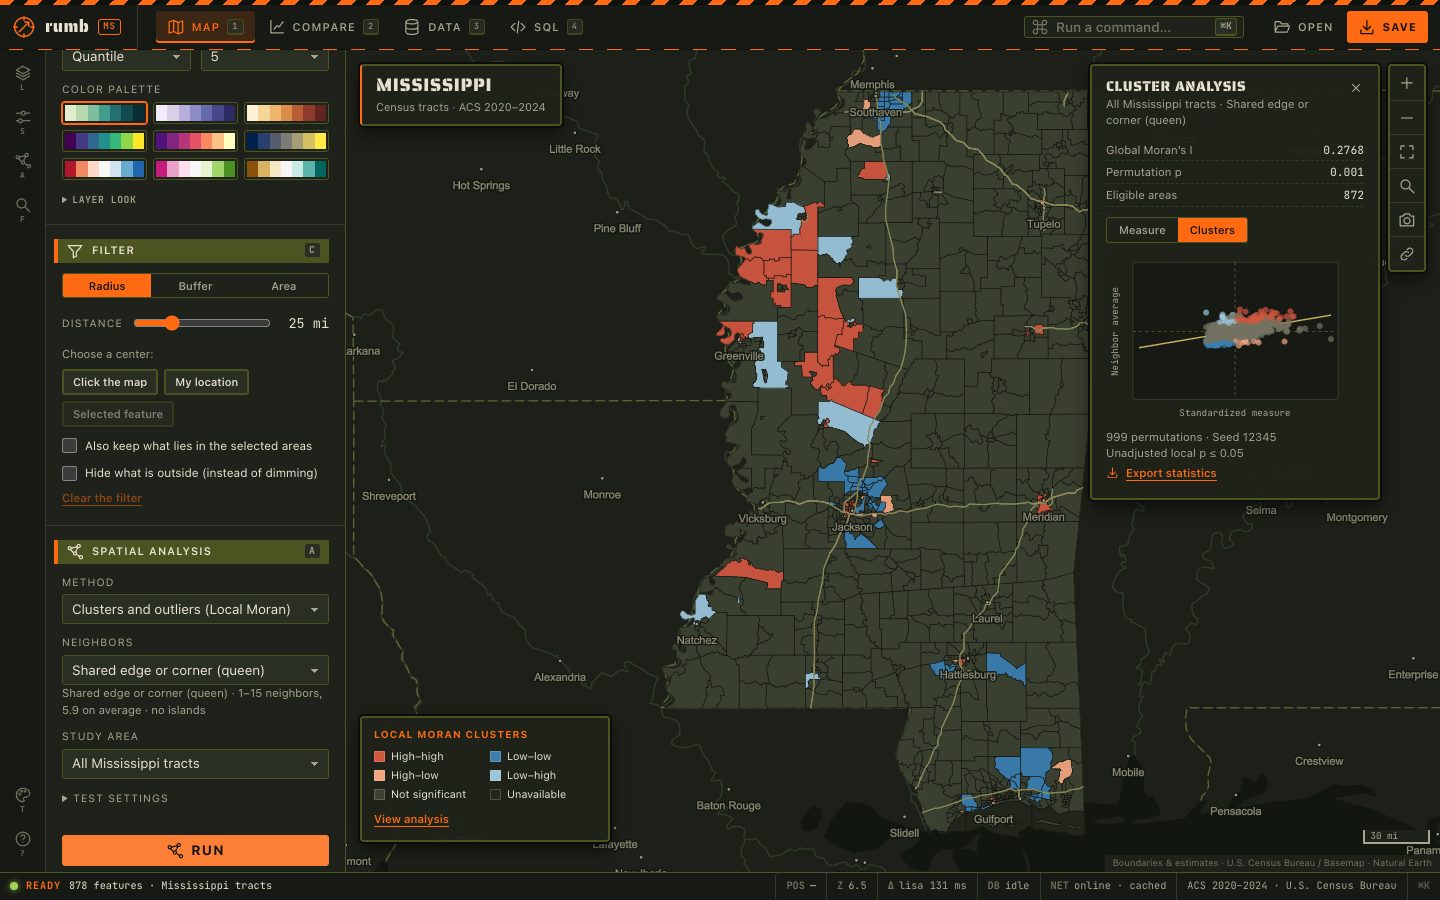 rumb MS MAP 1 COMPARE 2 DATA 3 SQL 4 Run a command... ⌘K OPEN SAVE
L
S
A
F
T
?
Quantile 5
COLOR PALETTE
LAYER LOOK
FILTER C
Radius Buffer Area
DISTANCE 25 mi
Choose a center:
Click the map My location
Selected feature
Also keep what lies in the selected areas
Hide what is outside (instead of dimming)
Clear the filter
SPATIAL ANALYSIS A
METHOD
Clusters and outliers (Local Moran)
NEIGHBORS
Shared edge or corner (queen)
Shared edge or corner (queen) · 1–15 neighbors,
5.9 on average · no islands
STUDY AREA
All Mississippi tracts
TEST SETTINGS
RUN
MISSISSIPPI
Census tracts · ACS 2020–2024
way
Memphis
Southaven
Little Rock
Hot Springs
Pine Bluff
Tupelo
arkana
Greenville
El Dorado
Shreveport
Monroe
Vicksburg
Jackson
Meridian
Selma
Montgomery
Laurel
Natchez
Alexandria
Hattiesburg
Enterprise
Mobile
Crestview
Baton Rouge
Pensacola
Gulfport
Slidell
Lafayette
mont
Panam
LOCAL MORAN CLUSTERS
High–high Low–low
High–low Low–high
Not significant Unavailable
View analysis
CLUSTER ANALYSIS
All Mississippi tracts · Shared edge or
corner (queen)
Global Moran's I 0.2768
Permutation p 0.001
Eligible areas 872
Measure Clusters
Neighbor average
Standardized measure
999 permutations · Seed 12345
Unadjusted local p ≤ 0.05
Export statistics
30 mi
Boundaries & estimates · U.S. Census Bureau / Basemap · Natural Earth
READY 878 features · Mississippi tracts POS — Z 6.5 Δ lisa 131 ms DB idle NET online · cached ACS 2020–2024 · U.S. Census Bureau ⌘K